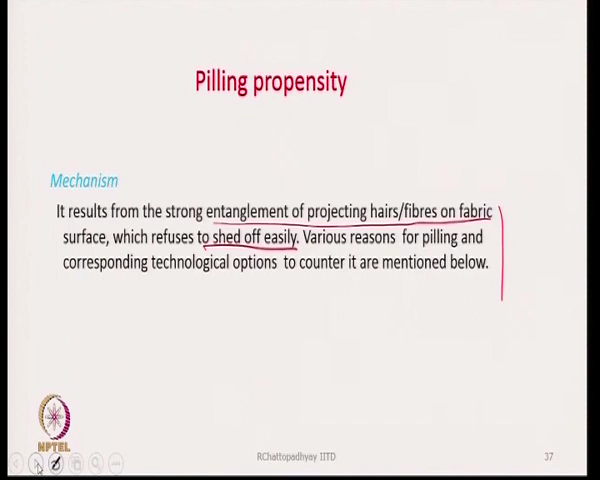 Pilling propensity
Mechanism
It results from the strong entanglement of projecting hairs/fibres on fabric
surface, which refuses to shed off easily. Various reasons for pilling and
corresponding technological options to counter it are mentioned below.
NPTEL
RChattopadhyay IITD
37